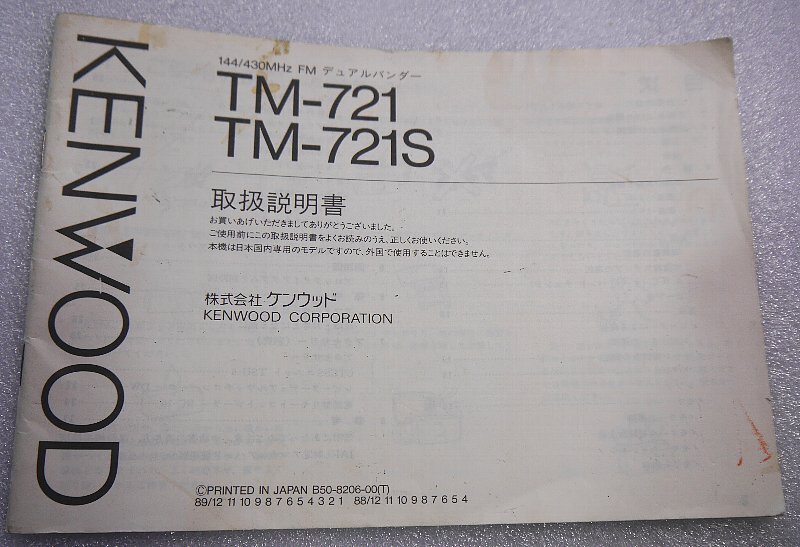 KENWOOD
144/430MHz FM デュアルバンダー
TM-721
TM-721S
取扱説明書
お買いあげいただきましてありがとうございました。
ご使用前にこの取扱説明書をよくお読みのうえ、正しくお使いください。
本機は日本国内専用のモデルですので、外国で使用することはできません。
株式会社 ケンウッド
KENWOOD CORPORATION
©PRINTED IN JAPAN B50-8206-00(T)
89/12 11 10 9 8 7 6 5 4 3 2 1 88/12 11 10 9 8 7 6 5 4